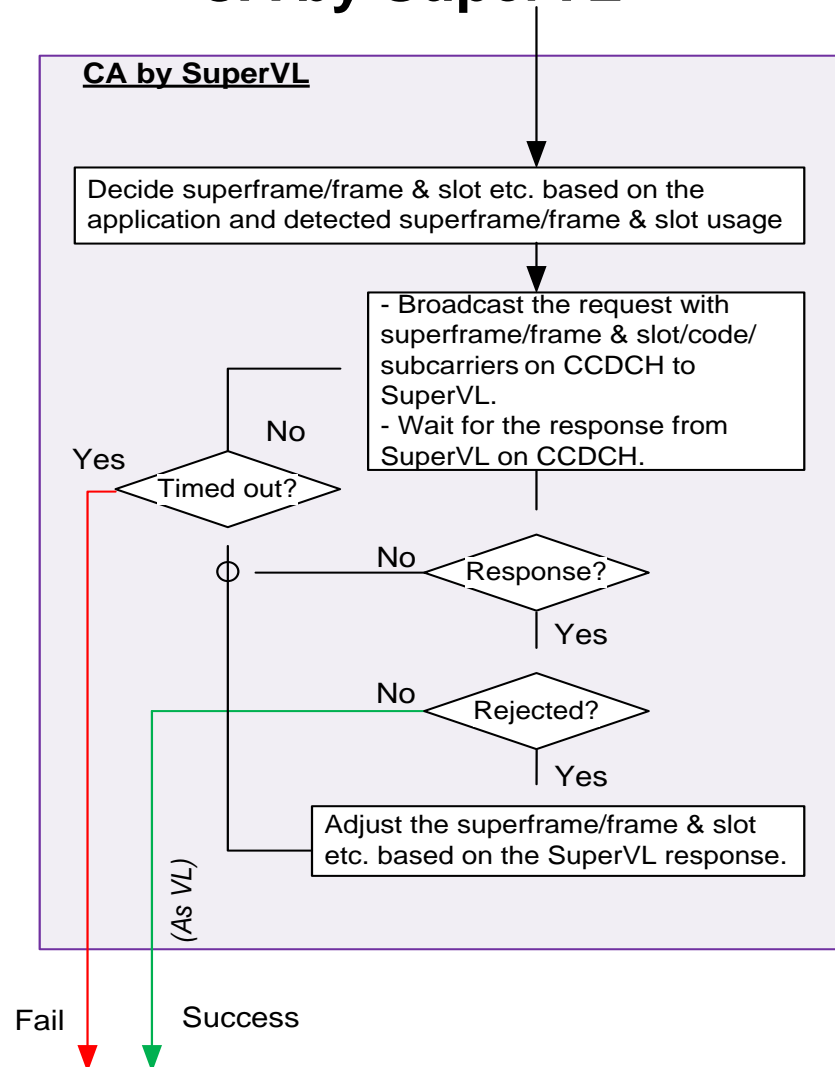 CA by SuperVL
CA by SuperVL
Decide superframe/frame & slot etc. based on the
application and detected superframe/frame & slot usage
- Broadcast the request with
superframe/frame & slot/code/
subcarriers on CCDCH to
SuperVL.
- Wait for the response from
SuperVL on CCDCH.
No
Yes
Timed out?
No
Response?
Yes
No
Rejected?
Yes
Adjust the superframe/frame & slot
etc. based on the SuperVL response.
(As VL)
Fail
Success